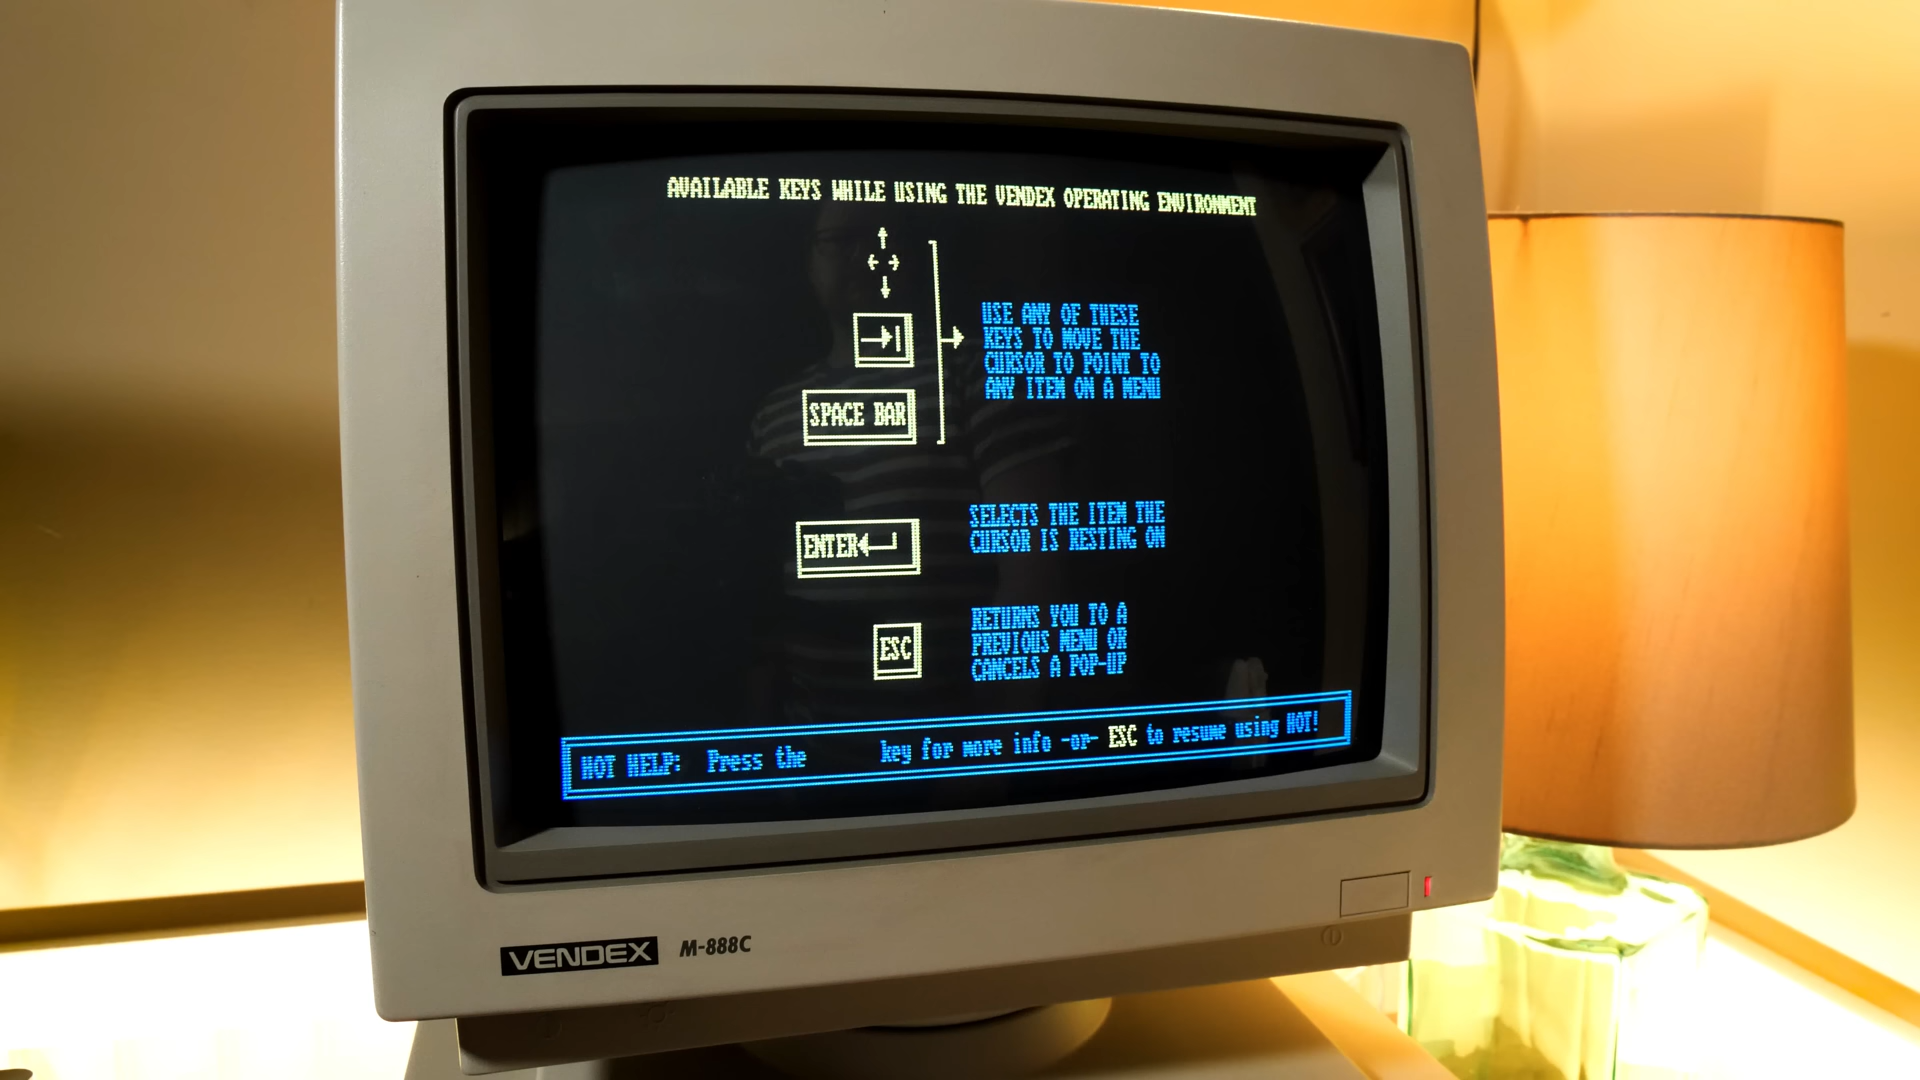 AVAILABLE KEYS WHILE USING THE VENDEX OPERATING ENVIRONMENT
USE ANY OF THESE
KEYS TO MOVE THE
CURSOR TO POINT TO
ANY ITEM ON A MENU
SPACE BAR
SELECTS THE ITEM THE
CURSOR IS RESTING ON
ENTER
RETURNS YOU TO A
PREVIOUS MENU OR
CANCELS A POP-UP
ESC
HOT HELP: Press the key for more info -or- ESC to resume using HOT!
VENDEX M-888C